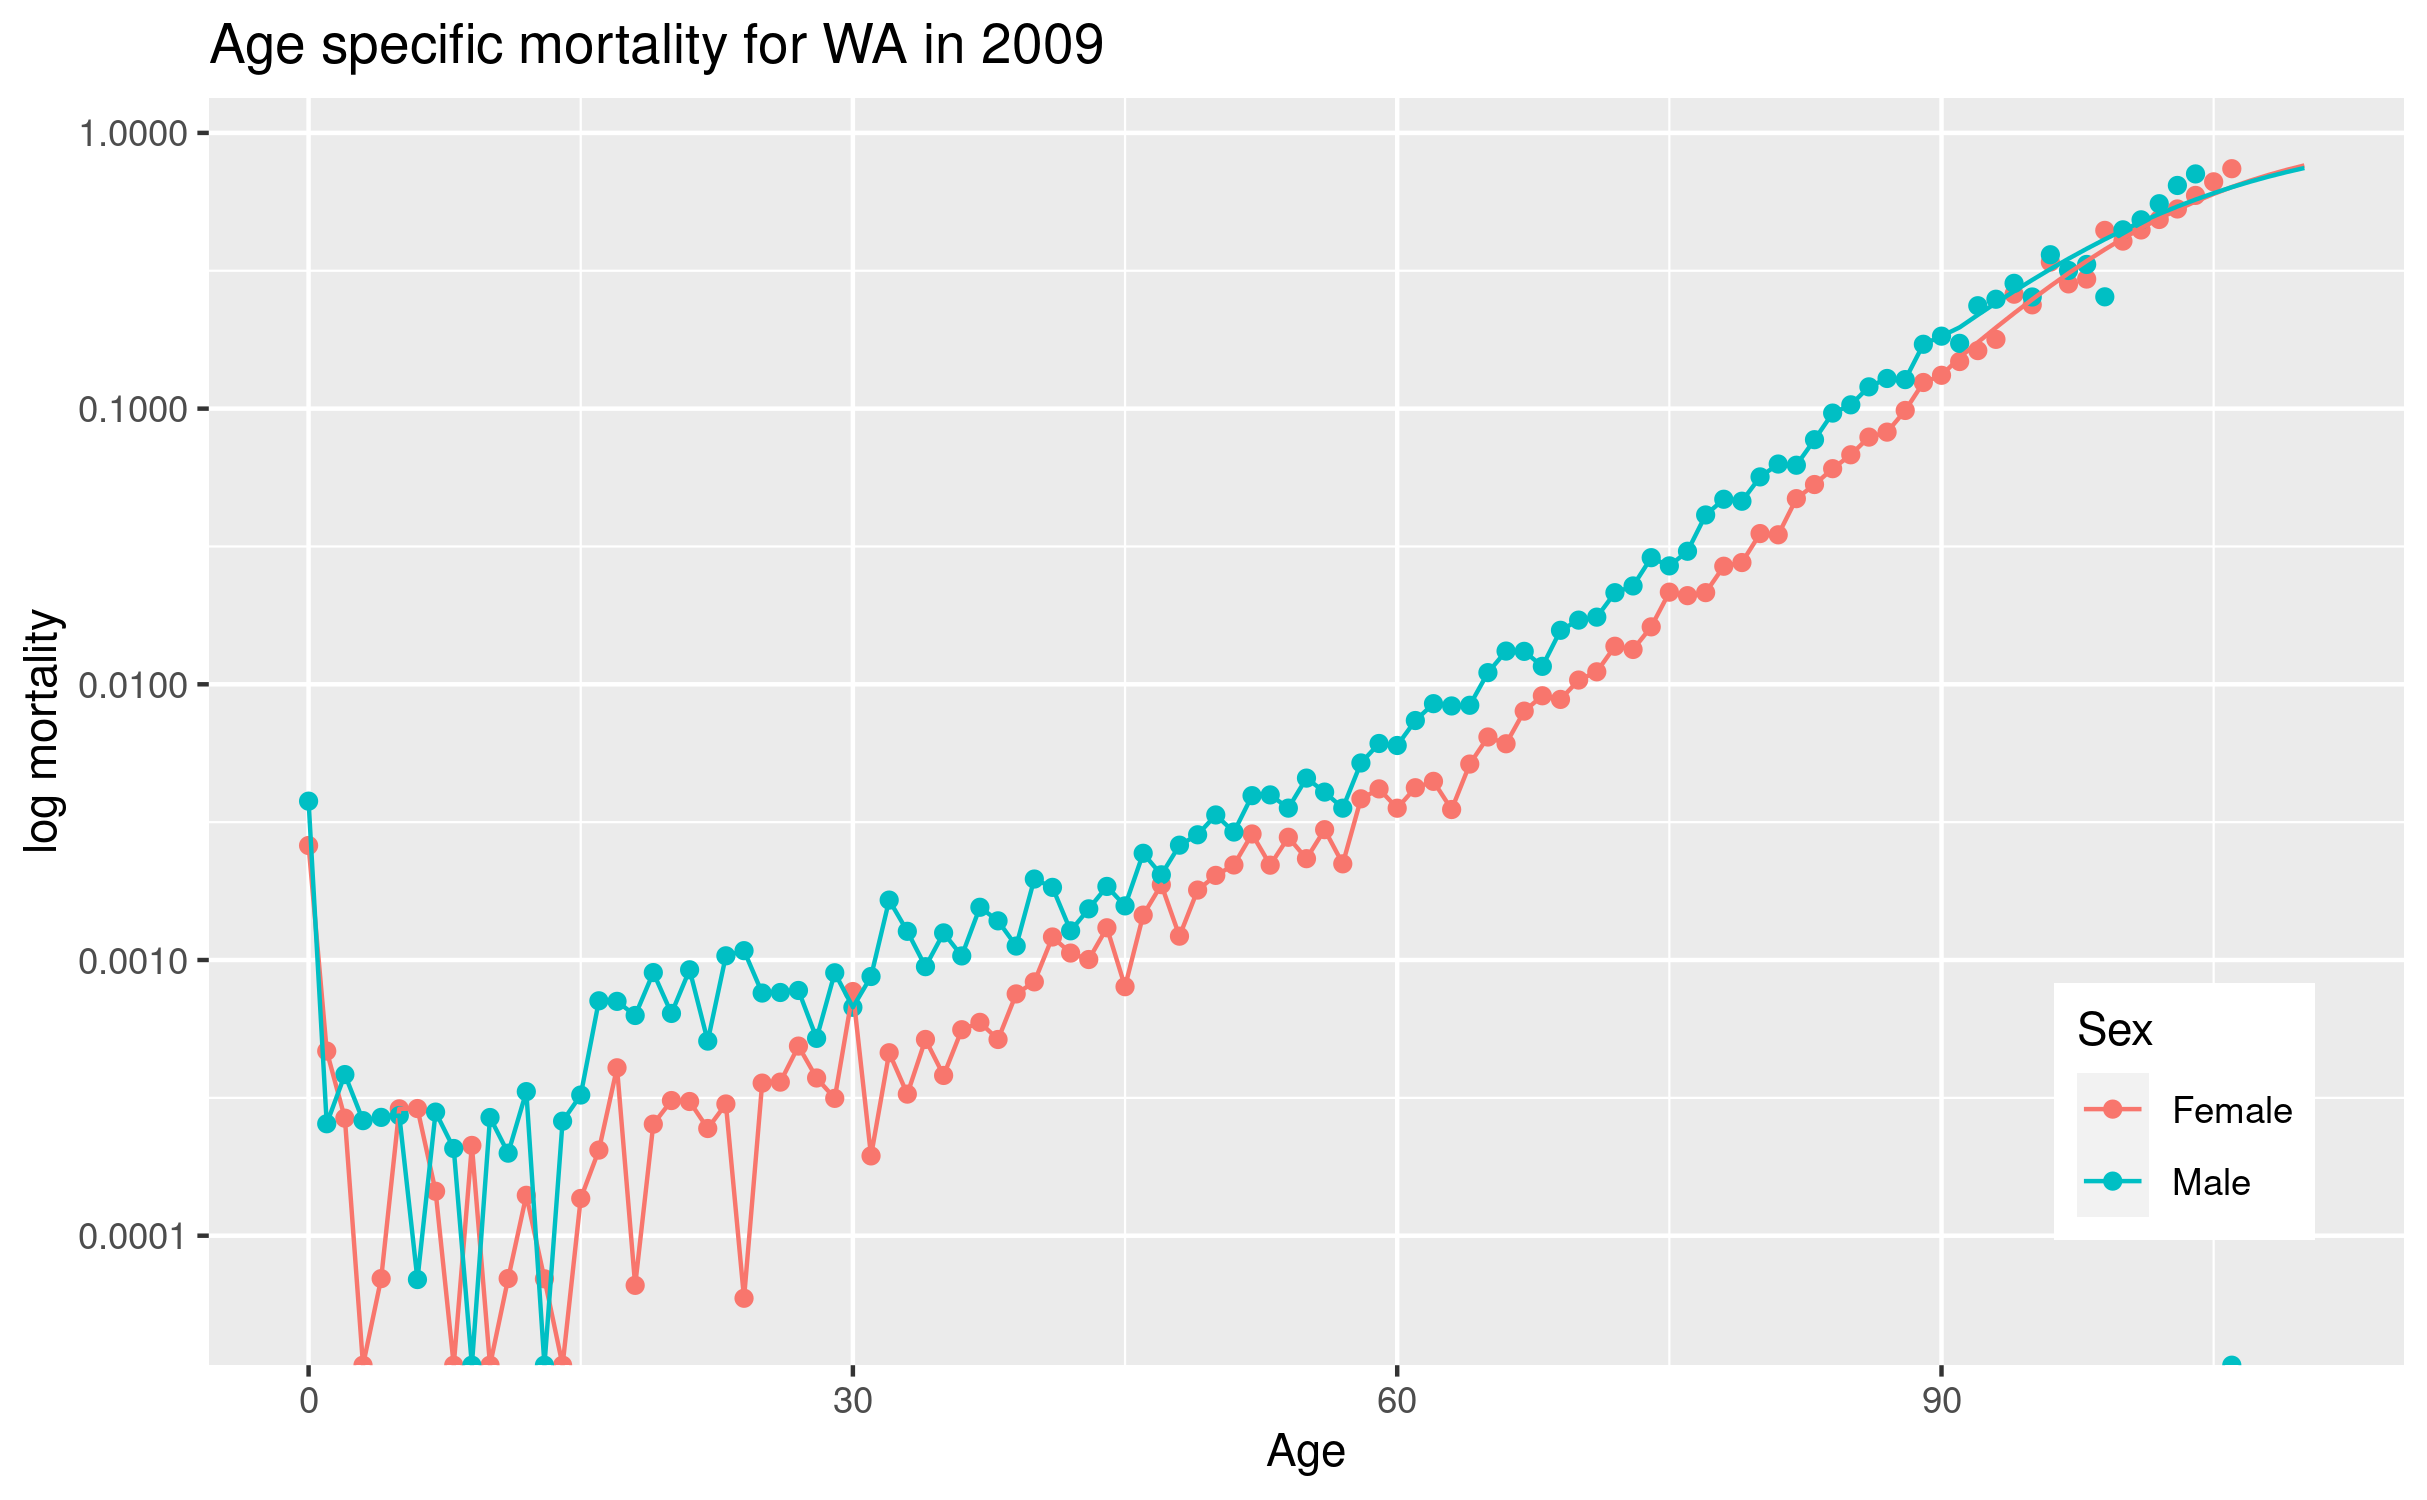 Age specific mortality for WA in 2009
log mortality
1.0000
0.1000
0.0100
0.0010
0.0001
0
30
60
90
Age
Sex
Female
Male